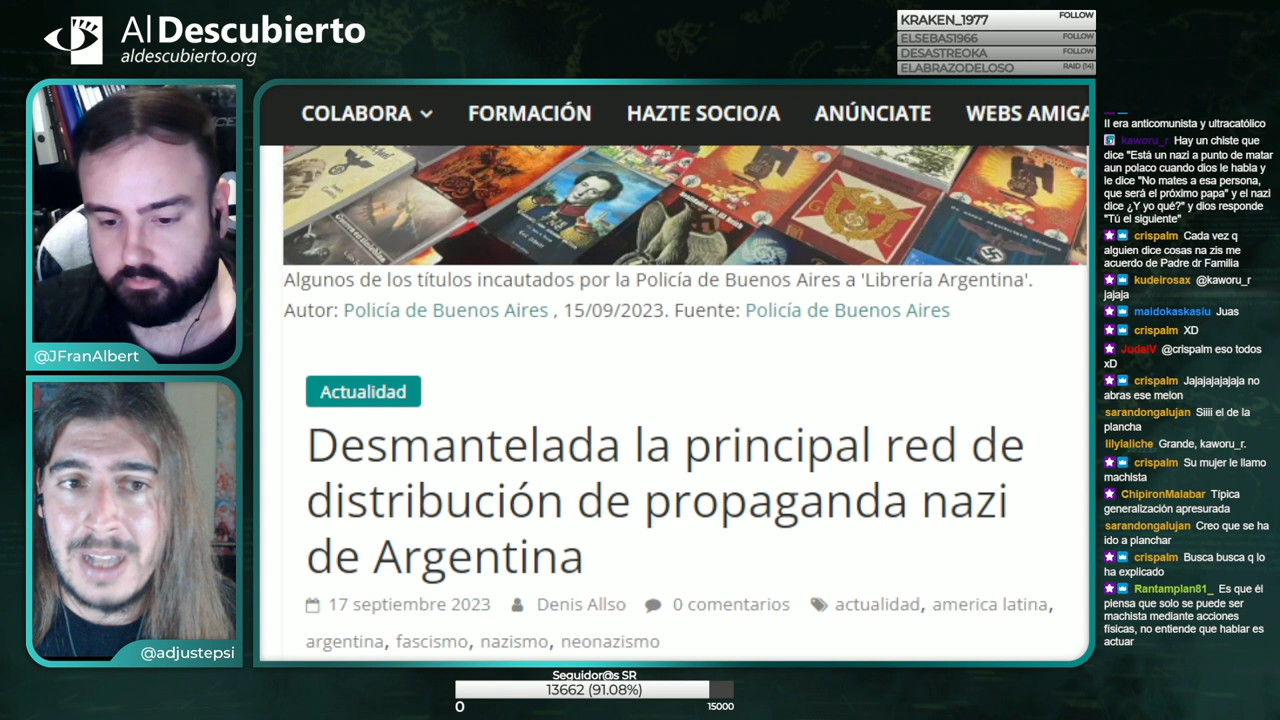 Al Descubierto
aldescubierto.org
KRAKEN_1977 FOLLOW
ELSEBAS1966 FOLLOW
DESASTREOKA FOLLOW
ELABRAZODELOSO RAID (14)
@JFranAlbert
@adjustepsi
COLABORA FORMACIÓN HAZTE SOCIO/A ANÚNCIATE WEBS AMIGA
Algunos de los títulos incautados por la Policía de Buenos Aires a 'Librería Argentina'.
Autor: Policía de Buenos Aires , 15/09/2023. Fuente: Policía de Buenos Aires
Actualidad
Desmantelada la principal red de
distribución de propaganda nazi
de Argentina
17 septiembre 2023 Denis Allso 0 comentarios actualidad, america latina,
argentina, fascismo, nazismo, neonazismo
II era anticomunista y ultracatólico
kaworu_r Hay un chiste que
dice "Está un nazi a punto de matar
aun polaco cuando dios le habla y
le dice "No mates a esa persona,
que será el próximo papa" y el nazi
dice ¿Y yo qué?" y dios responde
"Tú el siguiente"
crispalm Cada vez q
alguien dice cosas na zis me
acuerdo de Padre dr Familia
kudeirosax @kaworu_r
jajaja
maidokaskasiu Juas
crispalm XD
JudalV @crispalm eso todos
xD
crispalm Jajajajajajaja no
abras ese melon
sarandongalujan Siiii el de la
plancha
lilylaliche Grande, kaworu_r.
crispalm Su mujer le llamo
machista
ChipironMalabar Típica
generalización apresurada
sarandongalujan Creo que se ha
ido a planchar
crispalm Busca busca q lo
ha explicado
Rantamplan81_ Es que él
piensa que solo se puede ser
machista mediante acciones
físicas, no entiende que hablar es
actuar
Seguidor@s SR
13662 (91.08%)
0 15000